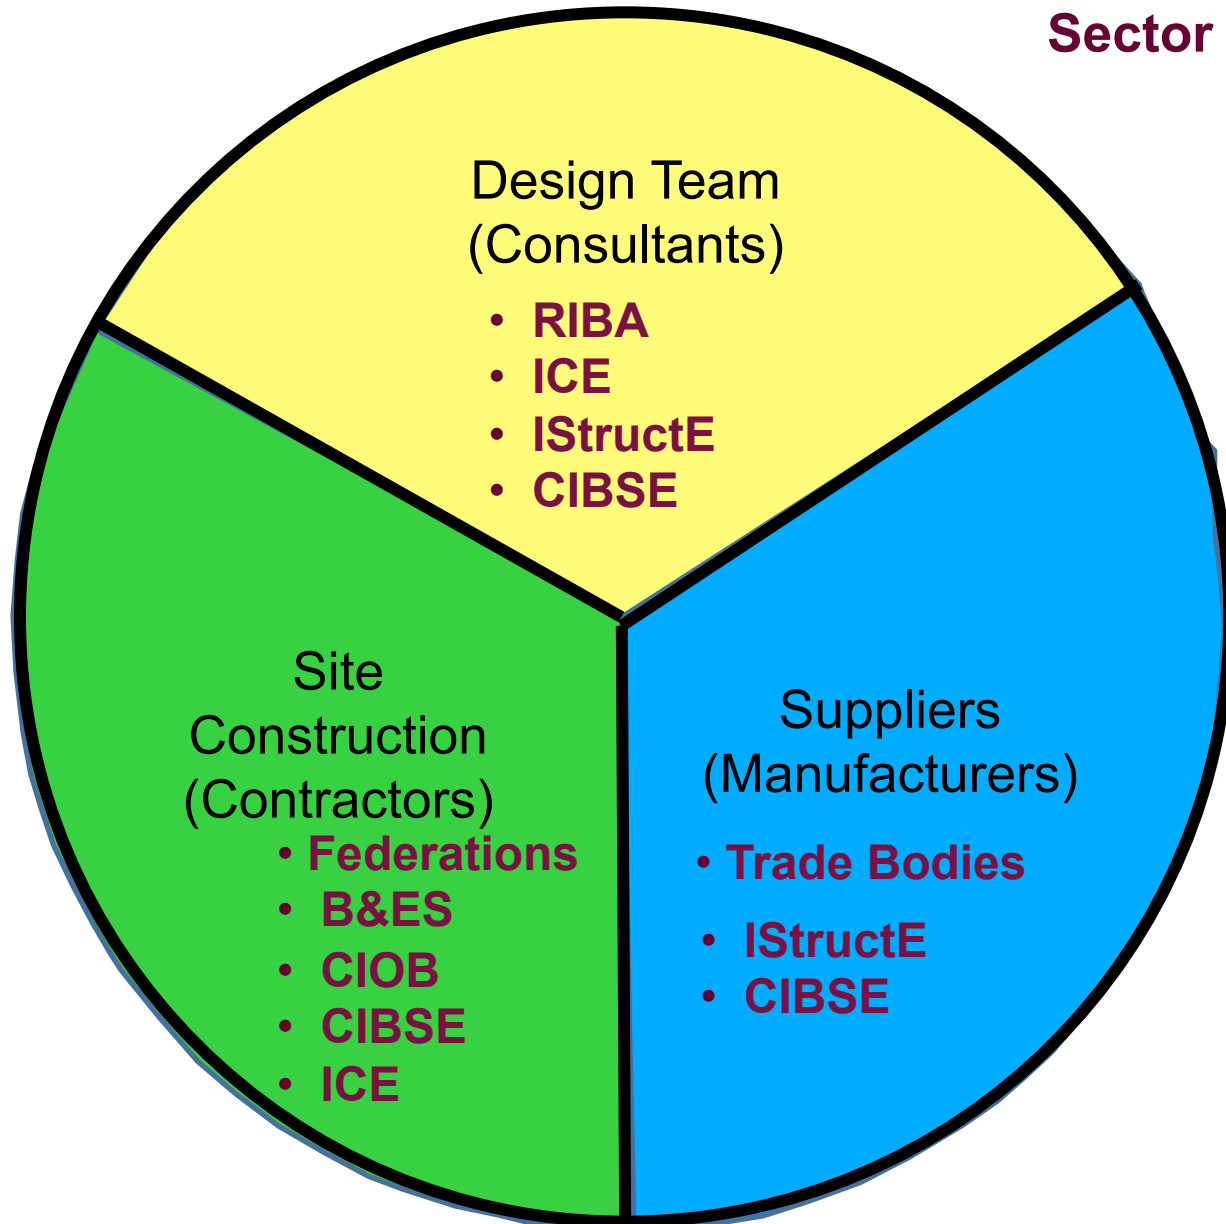 Sector
Design Team
(Consultants)
• RIBA
• ICE
• IStructE
• CIBSE
Site
Construction
(Contractors)
• Federations
• B&ES
• CIOB
• CIBSE
• ICE
Suppliers
(Manufacturers)
• Trade Bodies
• IStructE
• CIBSE